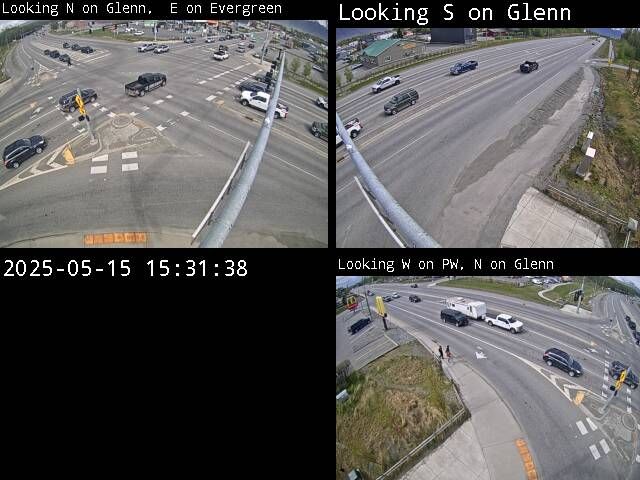 Looking N on Glenn, E on Evergreen
Looking S on Glenn
2025-05-15 15:31:38
Looking W on PW, N on Glenn